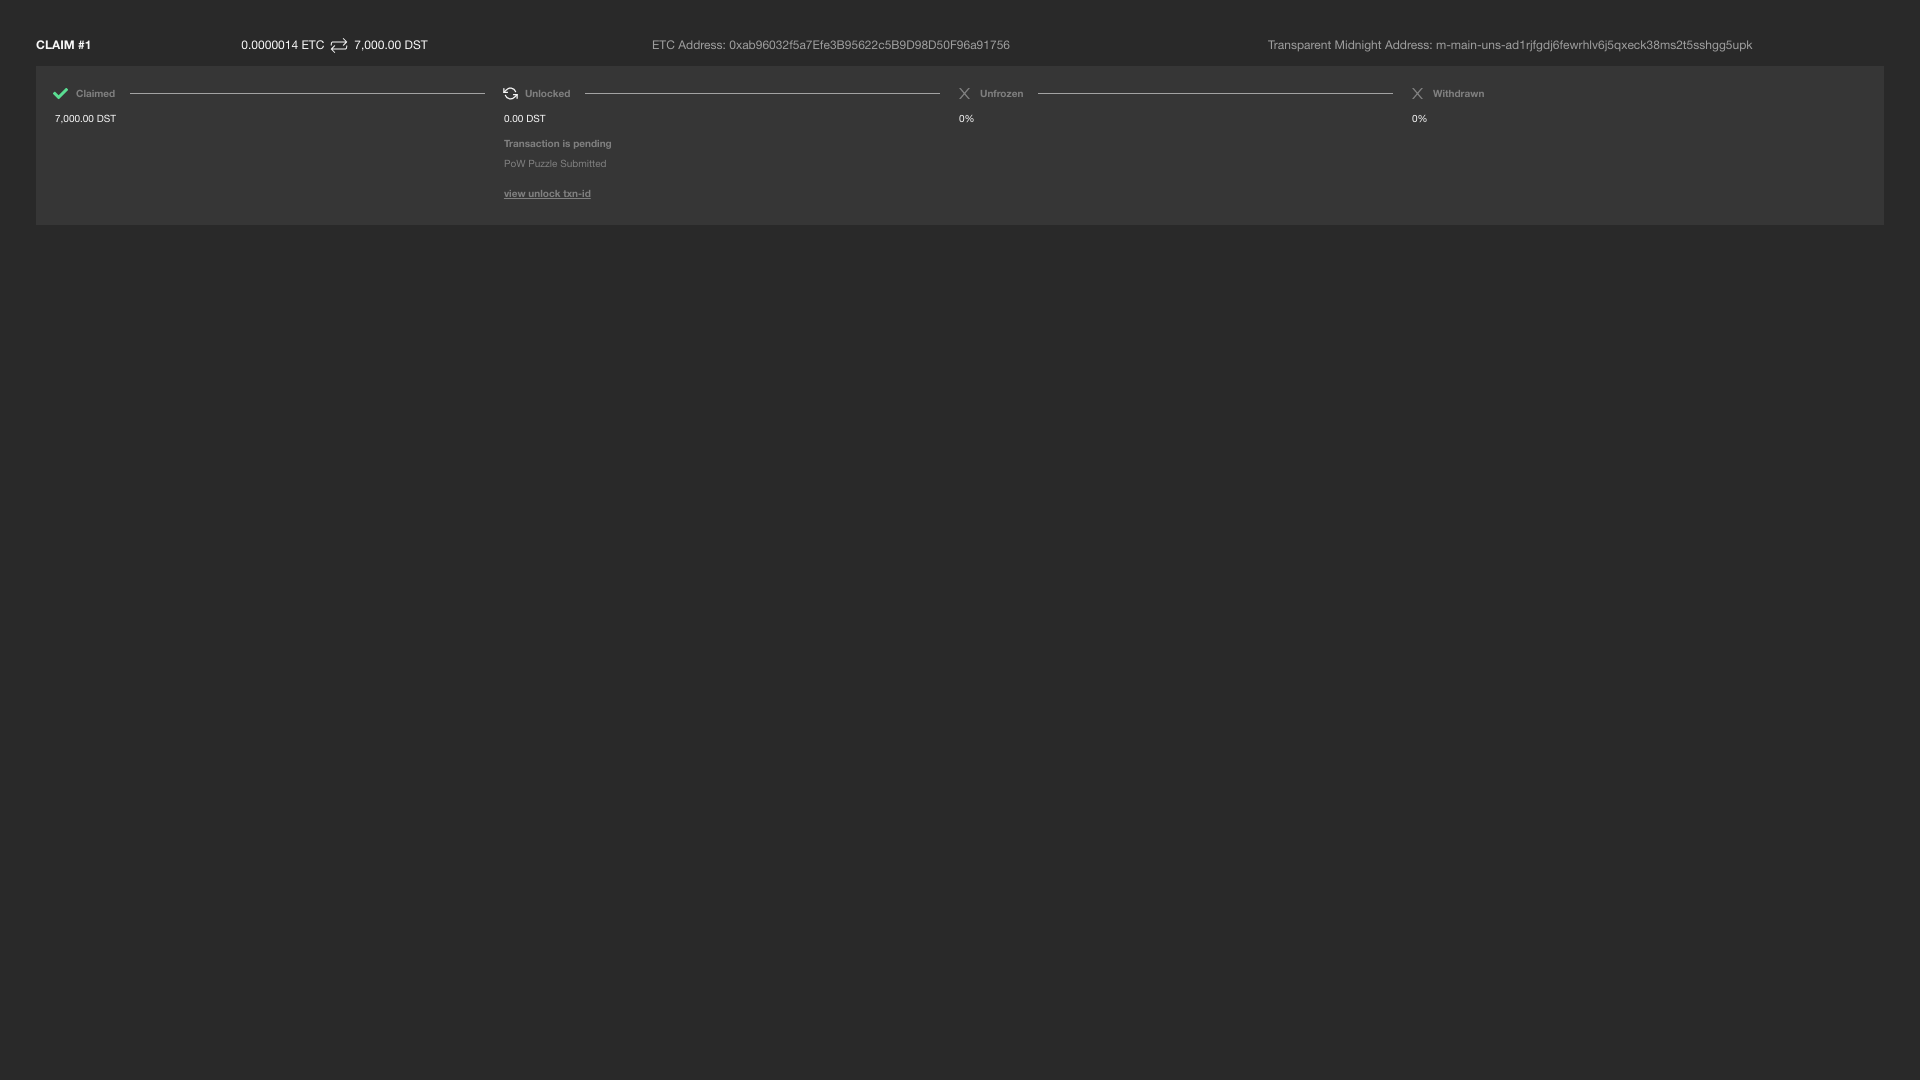 CLAIM #1
0.0000014 ETC 7,000.00 DST
ETC Address: 0xab96032f5a7Efe3B95622c5B9D98D50F96a91756
Transparent Midnight Address: m-main-uns-ad1rjfgdj6fewrhlv6j5qxeck38ms2t5sshgg5upk
Claimed
7,000.00 DST
Unlocked
0.00 DST
Transaction is pending
PoW Puzzle Submitted
view unlock txn-id
Unfrozen
0%
Withdrawn
0%